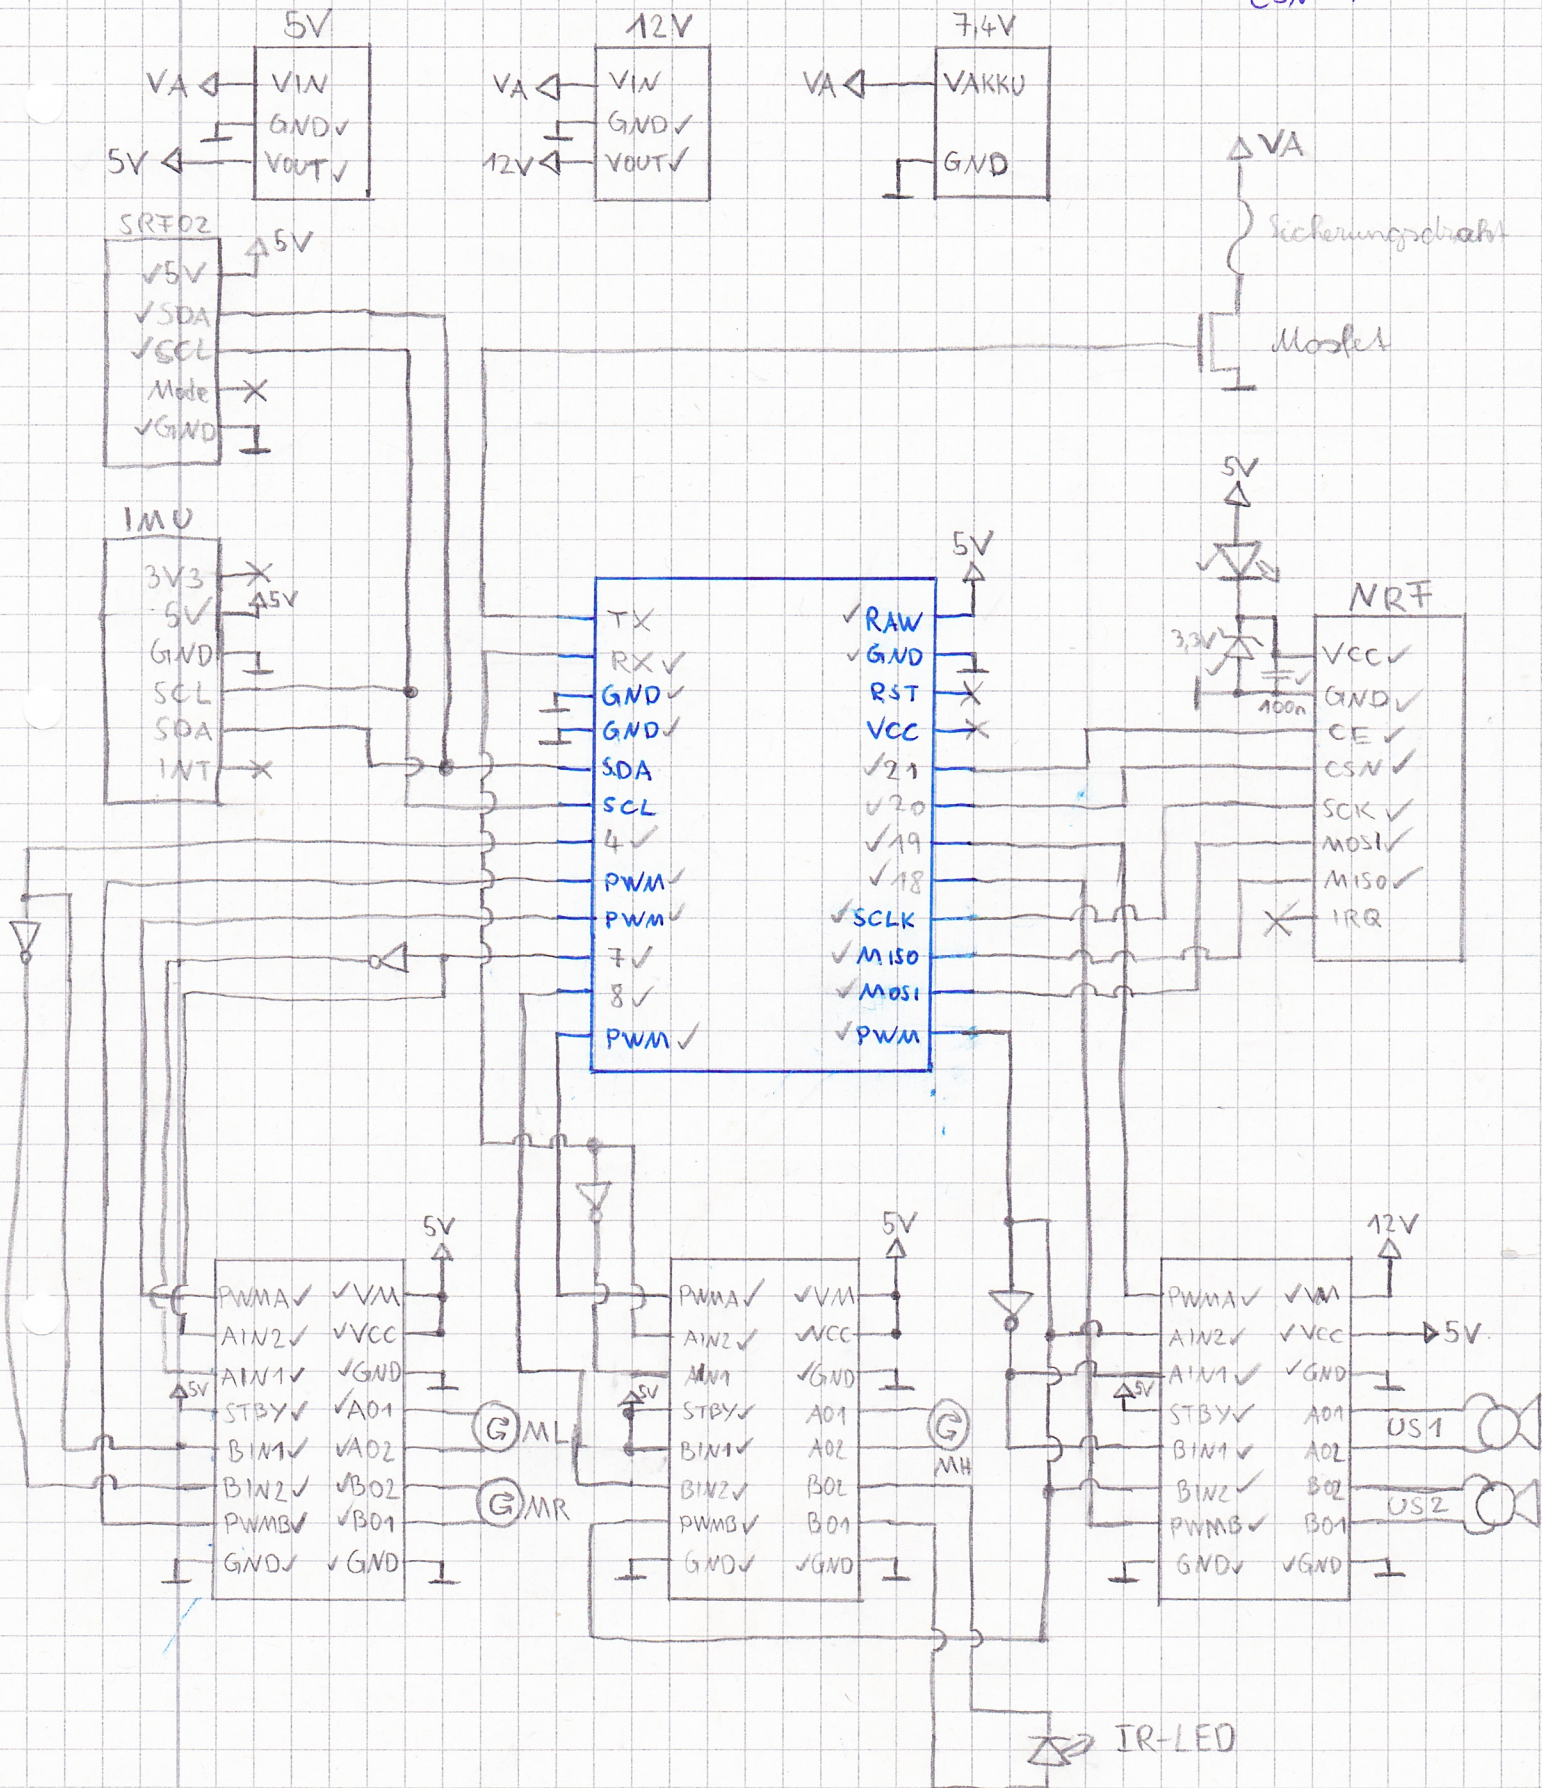 5V
VA VIN
GND ✓
5V VOUT ✓
12V
VA VIN
GND ✓
12V VOUT ✓
7,4V
VA VAKKU
GND
VA
Sicherungsdraht
Mosfet
SRF02
✓ 5V
5V
✓ SDA
✓ SCL
Mode
✓ GND
IMU
3V3
5V
5V
GND
SCL
SDA
INT
5V
TX
RX ✓
GND ✓
GND ✓
SDA
SCL
4 ✓
PWM ✓
PWM ✓
7 ✓
8 ✓
PWM ✓
✓ RAW
✓ GND
RST
VCC
✓ 21
✓ 20
✓ 19
✓ 18
✓ SCLK
✓ MISO
✓ MOSI
✓ PWM
5V
3,3V
100n
NRF
VCC ✓
GND ✓
CE ✓
CSN ✓
SCK ✓
MOSI ✓
MISO ✓
IRQ
5V
PWMA ✓ ✓ VM
AIN2 ✓ ✓ VCC
AIN1 ✓ ✓ GND
5V
STBY ✓ ✓ A01
BIN1 ✓ ✓ A02
BIN2 ✓ ✓ B02
PWMB ✓ ✓ B01
GND ✓ ✓ GND
ML
MR
5V
PWMA ✓ ✓ VM
AIN2 ✓ ✓ VCC
AIN1 ✓ GND
5V
STBY ✓ A01
BIN1 ✓ A02
BIN2 ✓ B02
PWMB ✓ B01
GND ✓ ✓ GND
MH
12V
PWMA ✓ ✓ VM
AIN2 ✓ ✓ VCC
5V
AIN1 ✓ ✓ GND
5V
STBY ✓ A01
BIN1 ✓ A02
BIN2 ✓ B02
PWMB ✓ B01
GND ✓ ✓ GND
US1
US2
IR-LED